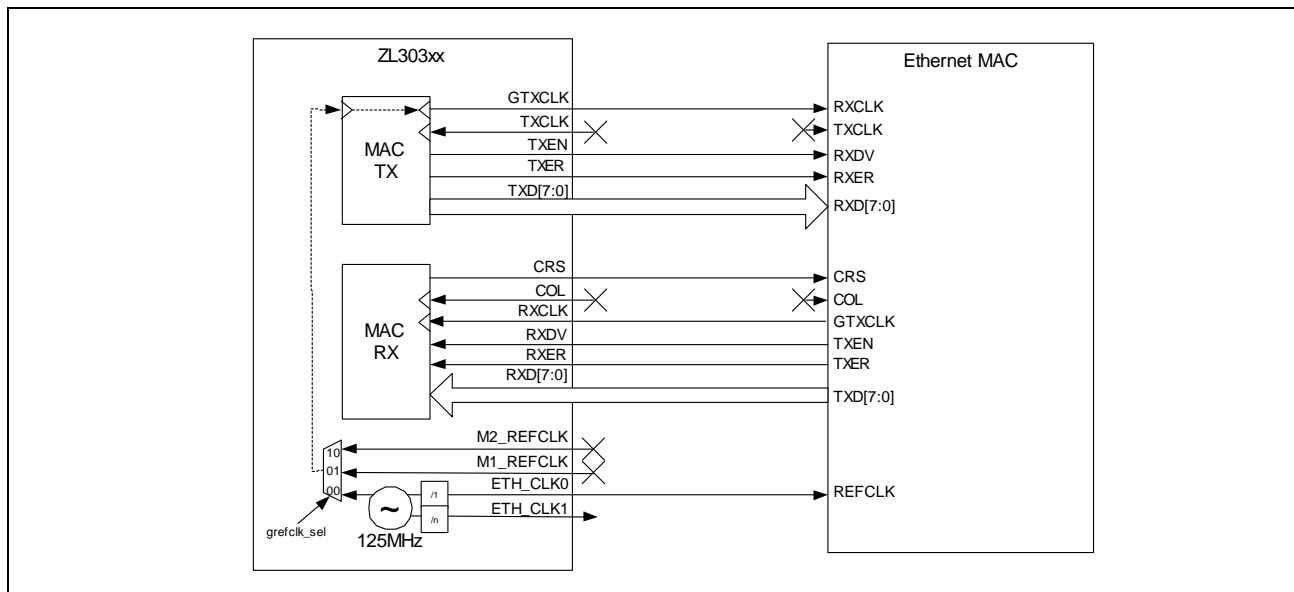 ZL303xx
Ethernet MAC
MAC
TX
GTXCLK
TXCLK
TXEN
TXER
TXD[7:0]
RXCLK
TXCLK
RXDV
RXER
RXD[7:0]
MAC
RX
CRS
COL
RXCLK
RXDV
RXER
RXD[7:0]
CRS
COL
GTXCLK
TXEN
TXER
TXD[7:0]
M2_REFCLK
M1_REFCLK
ETH_CLK0
ETH_CLK1
REFCLK
10
01
00
/1
/n
~
grefclk_sel
125MHz